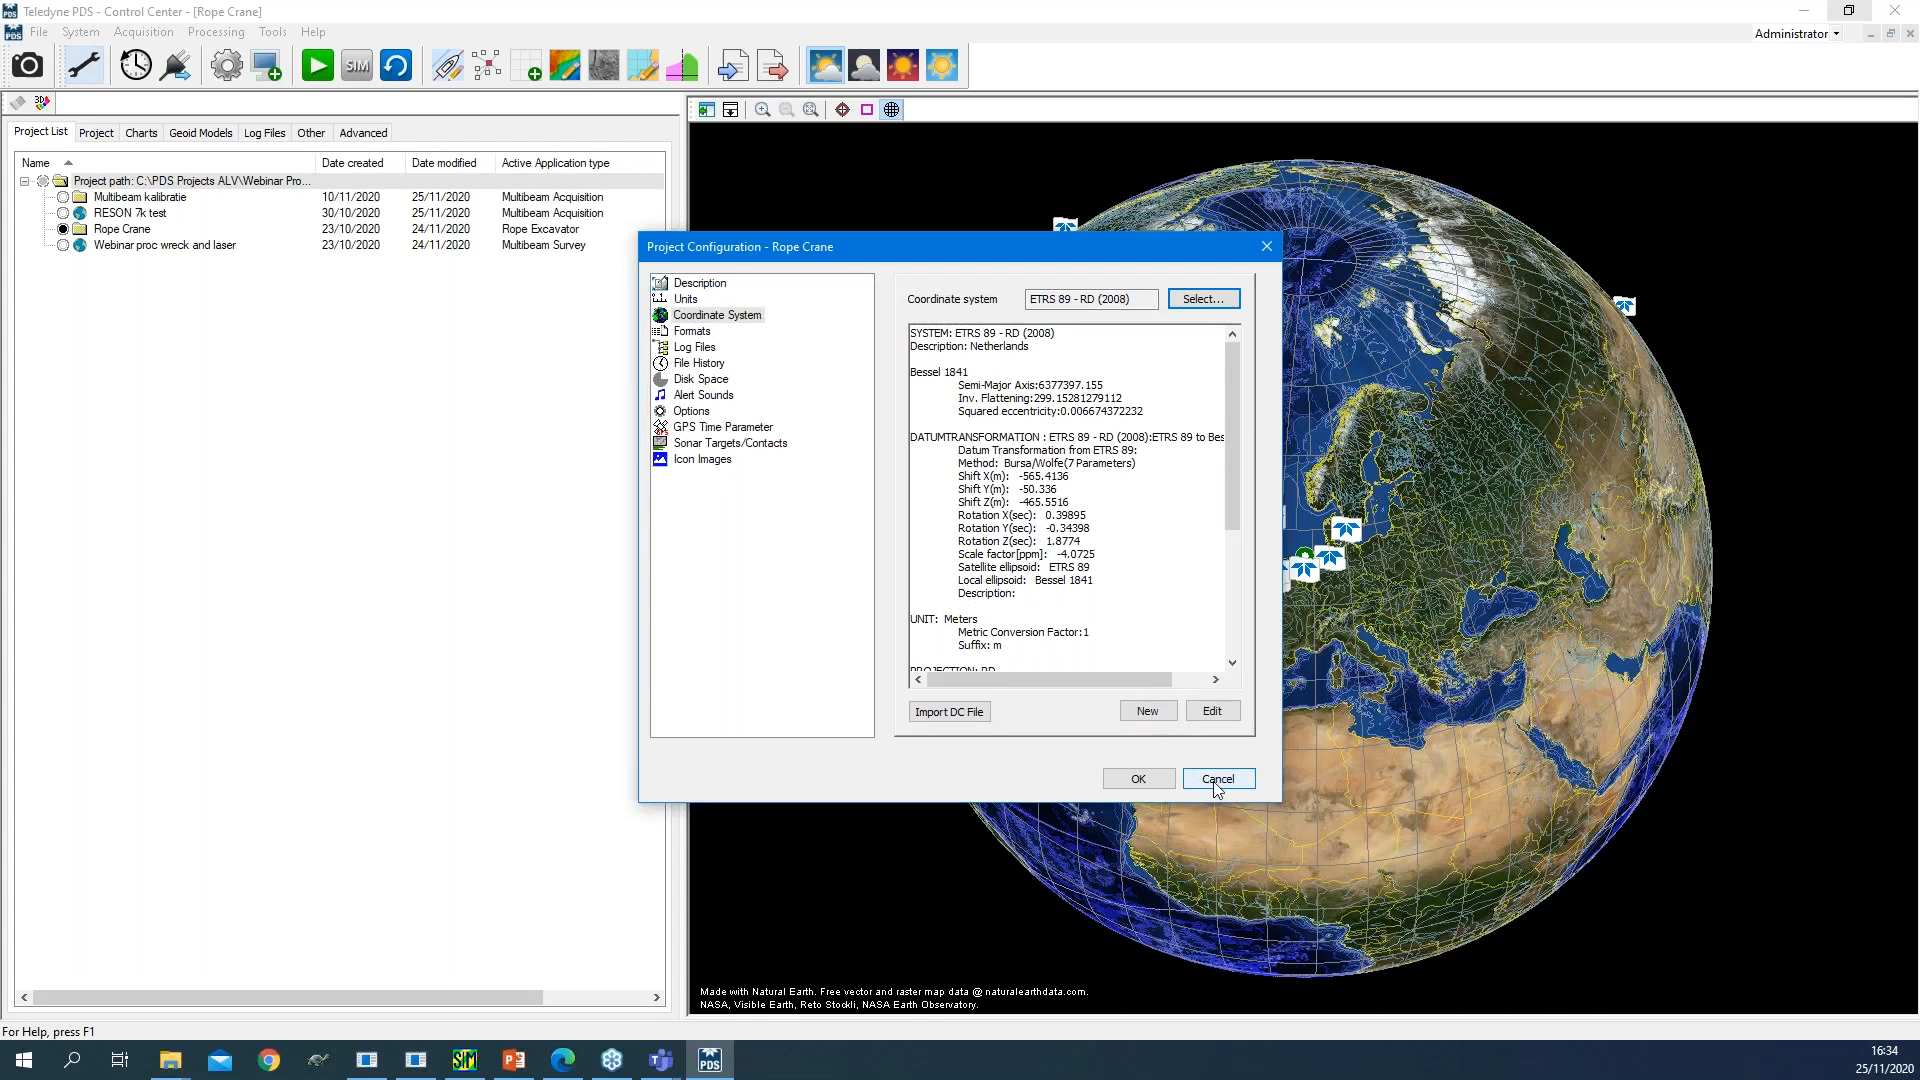 Teledyne PDS - Control Center - [Rope Crane]
File System Acquisition Processing Tools Help
Administrator
SIM
3D
Project List Project Charts Geoid Models Log Files Other Advanced
Name Date created Date modified Active Application type
Project path: C:\PDS Projects ALV\Webinar Pro...
Multibeam kalibratie 10/11/2020 25/11/2020 Multibeam Acquisition
RESON 7k test 30/10/2020 25/11/2020 Multibeam Acquisition
Rope Crane 23/10/2020 24/11/2020 Rope Excavator
Webinar proc wreck and laser 23/10/2020 24/11/2020 Multibeam Survey
Project Configuration - Rope Crane
Description
Units
Coordinate System
Formats
Log Files
File History
Disk Space
Alert Sounds
Options
GPS Time Parameter
Sonar Targets/Contacts
Icon Images
Coordinate system ETRS 89 - RD (2008) Select...
SYSTEM: ETRS 89 - RD (2008)
Description: Netherlands
Bessel 1841
Semi-Major Axis:6377397.155
Inv. Flattening:299.15281279112
Squared eccentricity:0.006674372232
DATUMTRANSFORMATION : ETRS 89 - RD (2008):ETRS 89 to Bes
Datum Transformation from ETRS 89:
Method: Bursa/Wolfe(7 Parameters)
Shift X(m): -565.4136
Shift Y(m): -50.336
Shift Z(m): -465.5516
Rotation X(sec): 0.39895
Rotation Y(sec): -0.34398
Rotation Z(sec): 1.8774
Scale factor[ppm]: -4.0725
Satellite ellipsoid: ETRS 89
Local ellipsoid: Bessel 1841
Description:
UNIT: Meters
Metric Conversion Factor:1
Suffix: m
PROJECTION: RD
Import DC File New Edit
OK Cancel
Made with Natural Earth. Free vector and raster map data @ naturalearthdata.com.
NASA, Visible Earth, Reto Stockli, NASA Earth Observatory.
For Help, press F1
SIM
PDS
16:34
25/11/2020